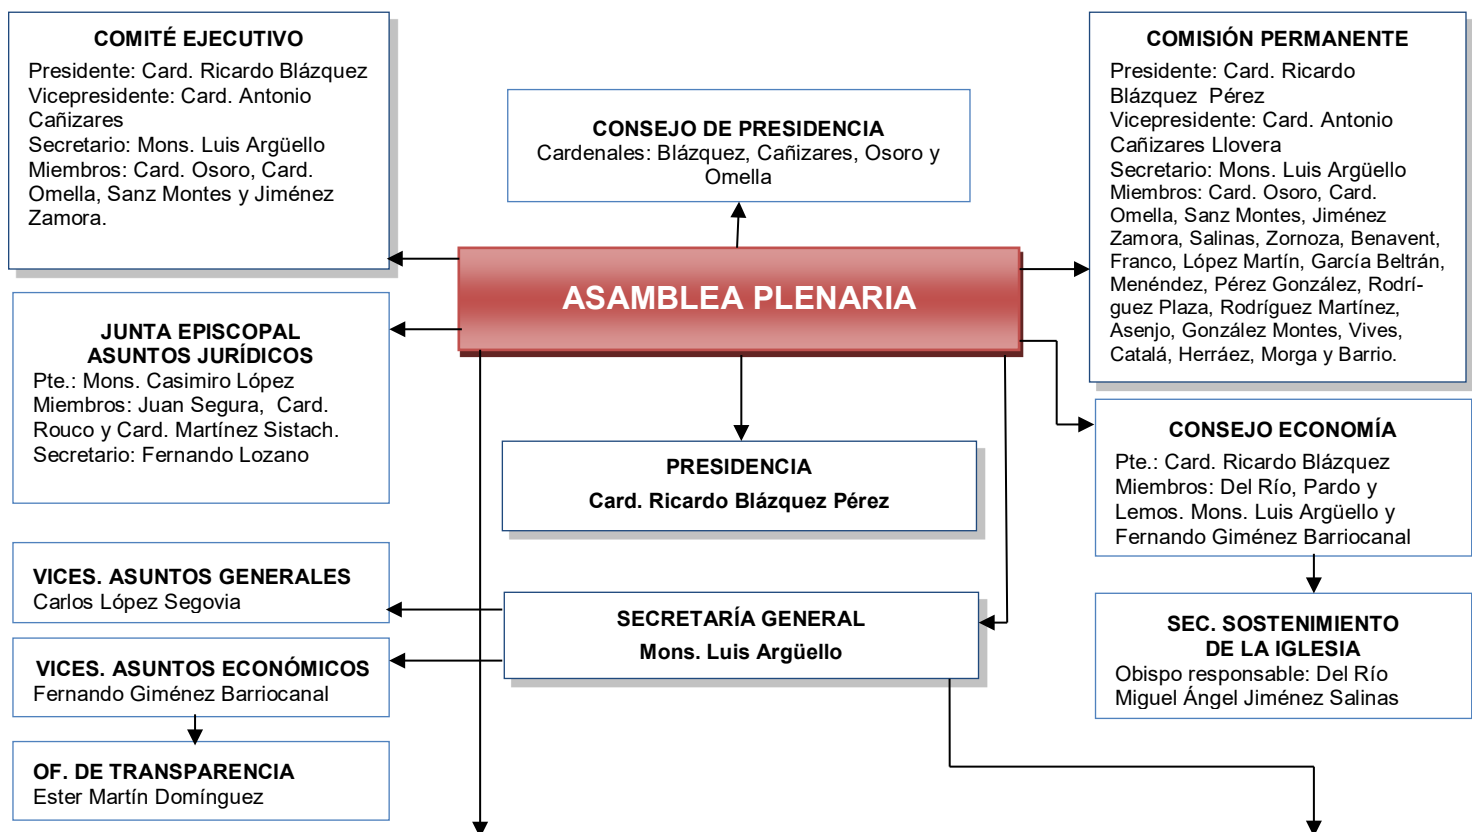 COMITÉ EJECUTIVO
Presidente: Card. Ricardo Blázquez
Vicepresidente: Card. Antonio
Cañizares
Secretario: Mons. Luis Argüello
Miembros: Card. Osoro, Card.
Omella, Sanz Montes y Jiménez
Zamora.
CONSEJO DE PRESIDENCIA
Cardenales: Blázquez, Cañizares, Osoro y
Omella
COMISIÓN PERMANENTE
Presidente: Card. Ricardo
Blázquez Pérez
Vicepresidente: Card. Antonio
Cañizares Llovera
Secretario: Mons. Luis Argüello
Miembros: Card. Osoro, Card.
Omella, Sanz Montes, Jiménez
Zamora, Salinas, Zornoza, Benavent,
Franco, López Martín, García Beltrán,
Menéndez, Pérez González, Rodrí-
guez Plaza, Rodríguez Martínez,
Asenjo, González Montes, Vives,
Catalá, Herráez, Morga y Barrio.
ASAMBLEA PLENARIA
JUNTA EPISCOPAL
ASUNTOS JURÍDICOS
Pte.: Mons. Casimiro López
Miembros: Juan Segura, Card.
Rouco y Card. Martínez Sistach.
Secretario: Fernando Lozano
PRESIDENCIA
Card. Ricardo Blázquez Pérez
CONSEJO ECONOMÍA
Pte.: Card. Ricardo Blázquez
Miembros: Del Río, Pardo y
Lemos. Mons. Luis Argüello y
Fernando Giménez Barriocanal
VICES. ASUNTOS GENERALES
Carlos López Segovia
SECRETARÍA GENERAL
Mons. Luis Argüello
SEC. SOSTENIMIENTO
DE LA IGLESIA
Obispo responsable: Del Río
Miguel Ángel Jiménez Salinas
VICES. ASUNTOS ECONÓMICOS
Fernando Giménez Barriocanal
OF. DE TRANSPARENCIA
Ester Martín Domínguez